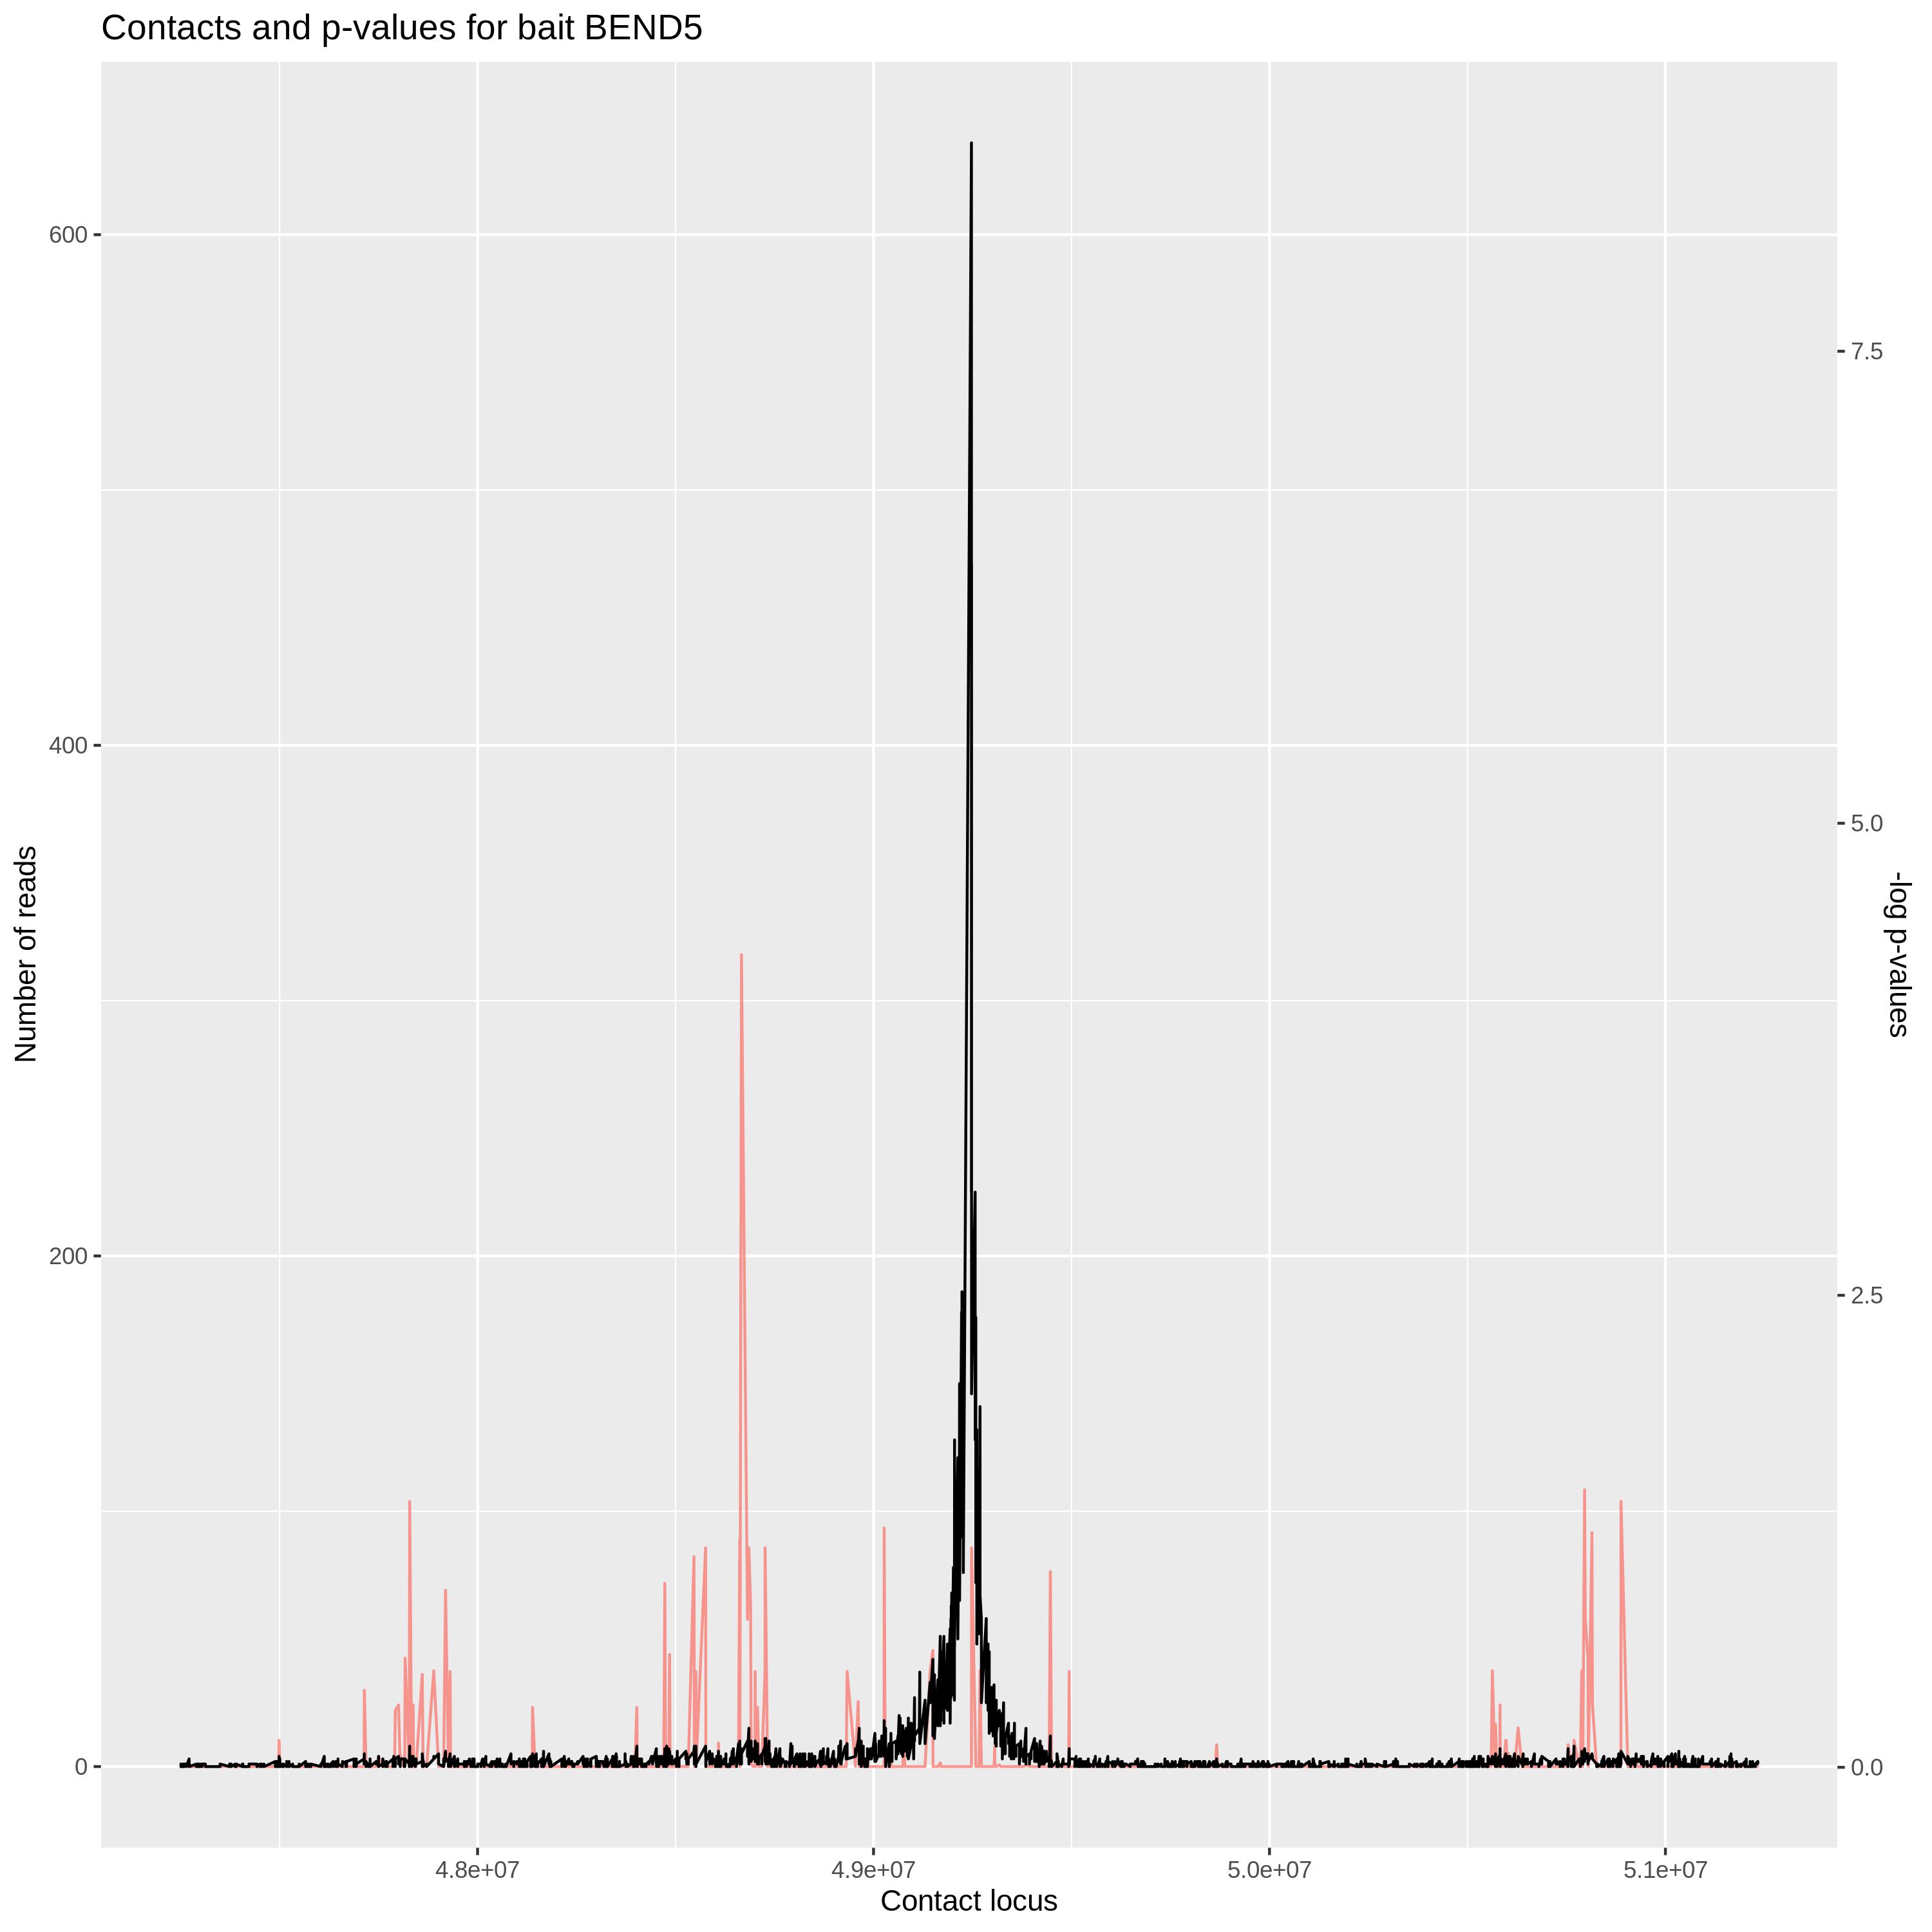 Contacts and p-values for bait BEND5
600
400
200
0
Number of reads
7.5
5.0
2.5
0.0
-log p-values
4.8e+07
4.9e+07
5.0e+07
5.1e+07
Contact locus